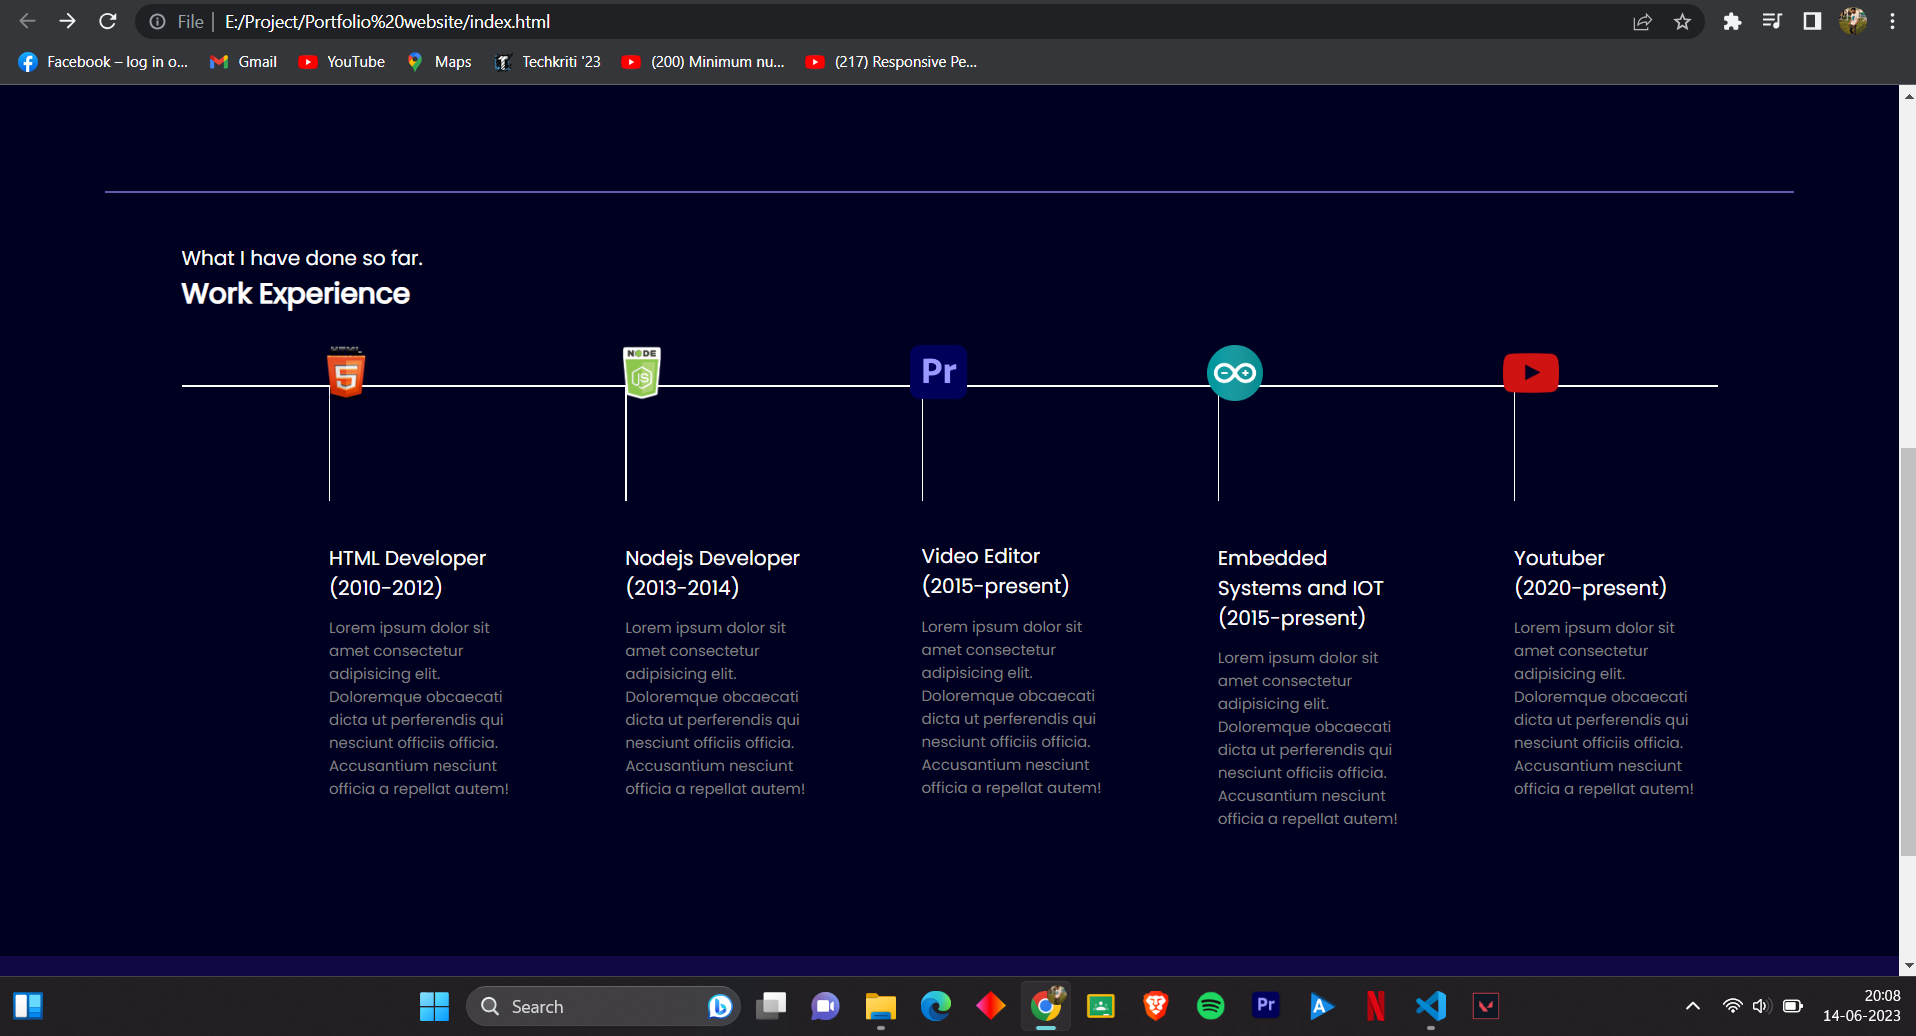 File | E:/Project/Portfolio%20website/index.html
Facebook – log in o...
Gmail
YouTube
Maps
Techkriti '23
(200) Minimum nu...
(217) Responsive Pe...
What I have done so far.
Work Experience
5
NODE
JS
Pr
HTML Developer
(2010-2012)
Lorem ipsum dolor sit
amet consectetur
adipisicing elit.
Doloremque obcaecati
dicta ut perferendis qui
nesciunt officiis officia.
Accusantium nesciunt
officia a repellat autem!
Nodejs Developer
(2013-2014)
Lorem ipsum dolor sit
amet consectetur
adipisicing elit.
Doloremque obcaecati
dicta ut perferendis qui
nesciunt officiis officia.
Accusantium nesciunt
officia a repellat autem!
Video Editor
(2015-present)
Lorem ipsum dolor sit
amet consectetur
adipisicing elit.
Doloremque obcaecati
dicta ut perferendis qui
nesciunt officiis officia.
Accusantium nesciunt
officia a repellat autem!
Embedded
Systems and IOT
(2015-present)
Lorem ipsum dolor sit
amet consectetur
adipisicing elit.
Doloremque obcaecati
dicta ut perferendis qui
nesciunt officiis officia.
Accusantium nesciunt
officia a repellat autem!
Youtuber
(2020-present)
Lorem ipsum dolor sit
amet consectetur
adipisicing elit.
Doloremque obcaecati
dicta ut perferendis qui
nesciunt officiis officia.
Accusantium nesciunt
officia a repellat autem!
Search
Pr
20:08
14-06-2023